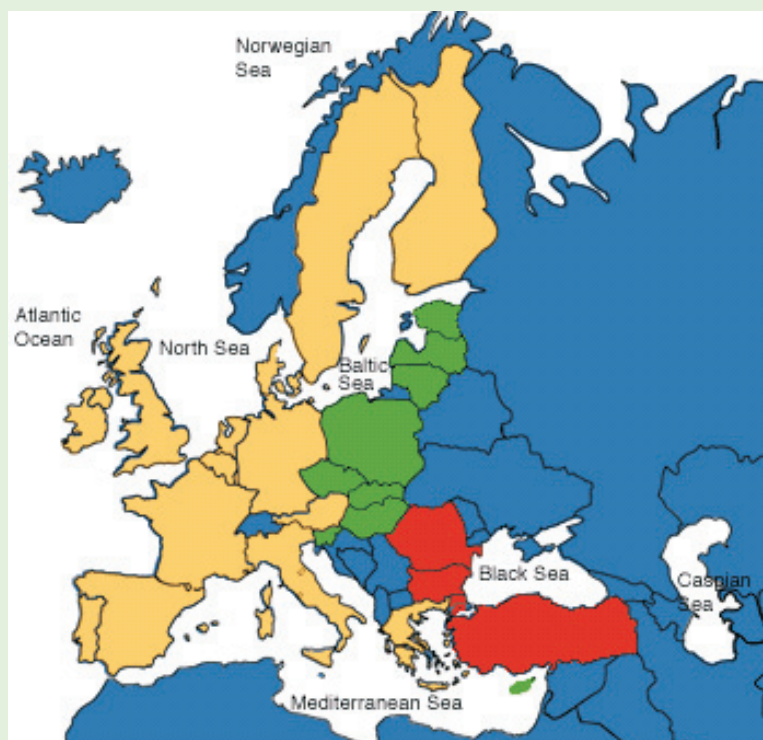 Norwegian
Sea
Atlantic
Ocean
North Sea
Baltic
Sea
Black Sea
Caspian
Sea
Mediterranean Sea